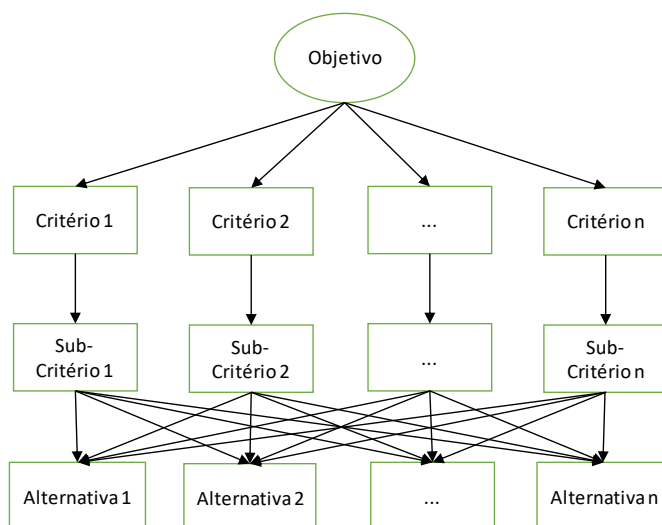 Objetivo
Critério 1
Critério 2
...
Critério n
Sub-
Critério 1
Sub-
Critério 2
...
Sub-
Critério n
Alternativa 1
Alternativa 2
...
Alternativa n